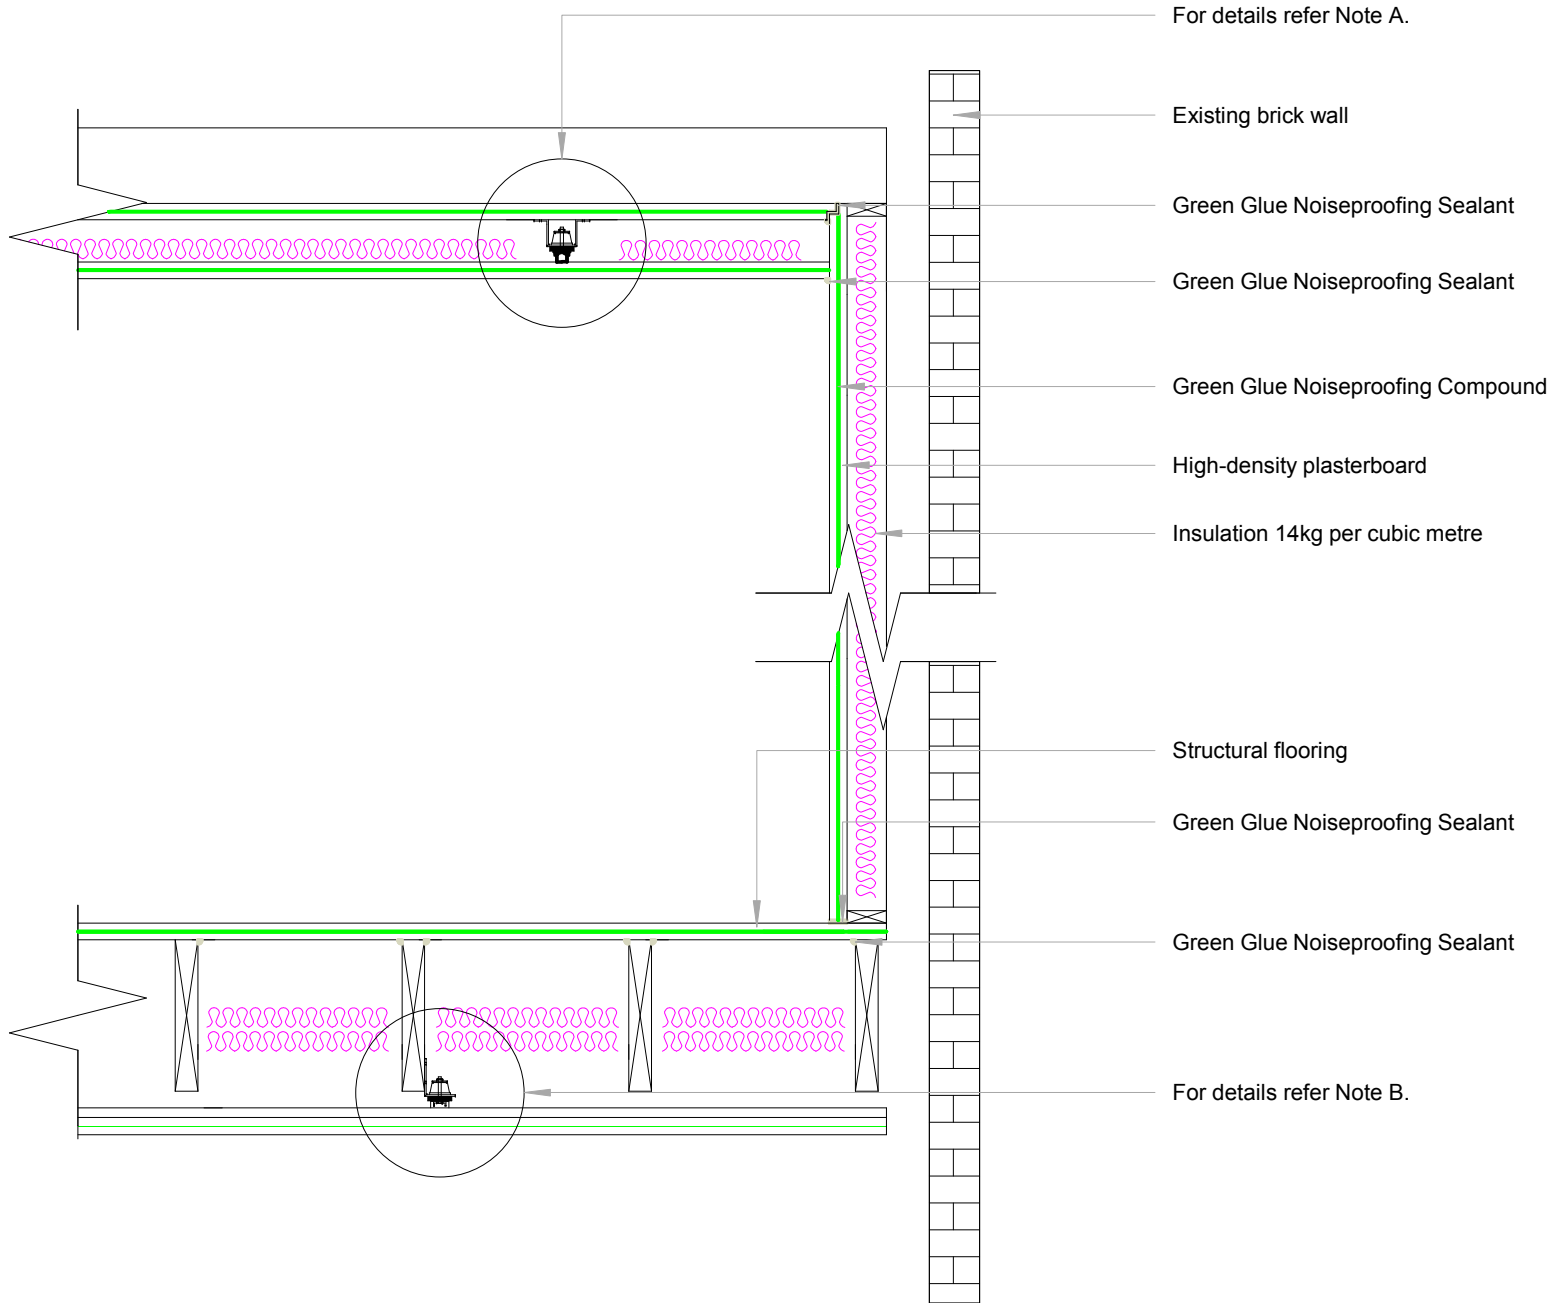 For details refer Note A.
Existing brick wall
Green Glue Noiseproofing Sealant
Green Glue Noiseproofing Sealant
Green Glue Noiseproofing Compound
High-density plasterboard
Insulation 14kg per cubic metre
Structural flooring
Green Glue Noiseproofing Sealant
Green Glue Noiseproofing Sealant
For details refer Note B.